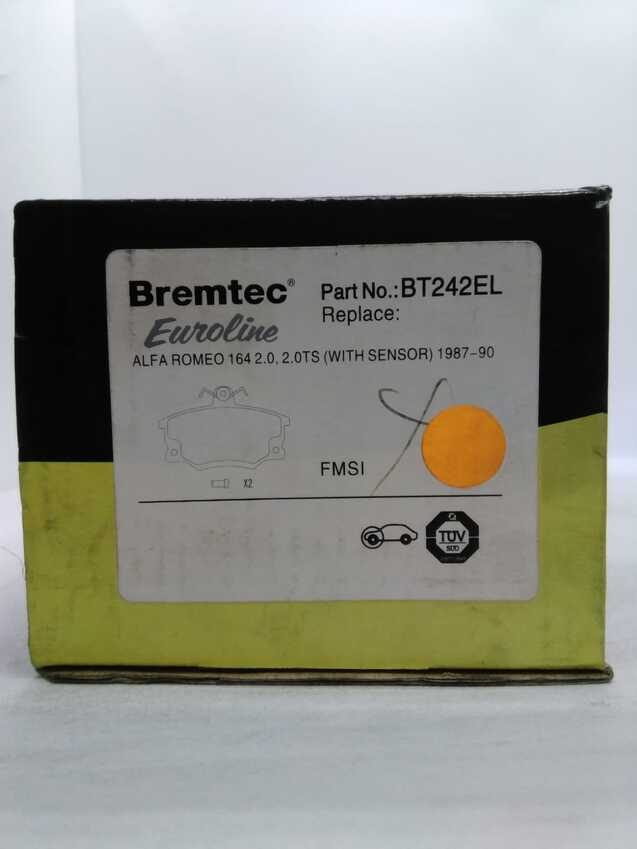 Bremtec®
Part No.:BT242EL
Euroline
Replace:
ALFA ROMEO 164 2.0, 2.0TS (WITH SENSOR) 1987-90
X2
FMSI
TÜV
SÜD